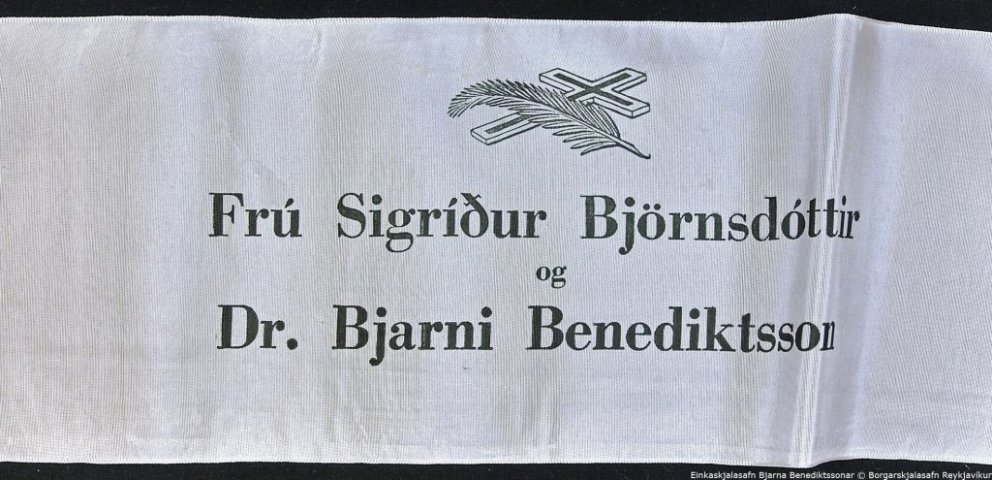 Frú Sigríður Björnsdóttir
og
Dr. Bjarni Benediktsson
Einkaskjalasafn Bjarna Benediktssonar © Borgarskjalasafn Reykjavíkur